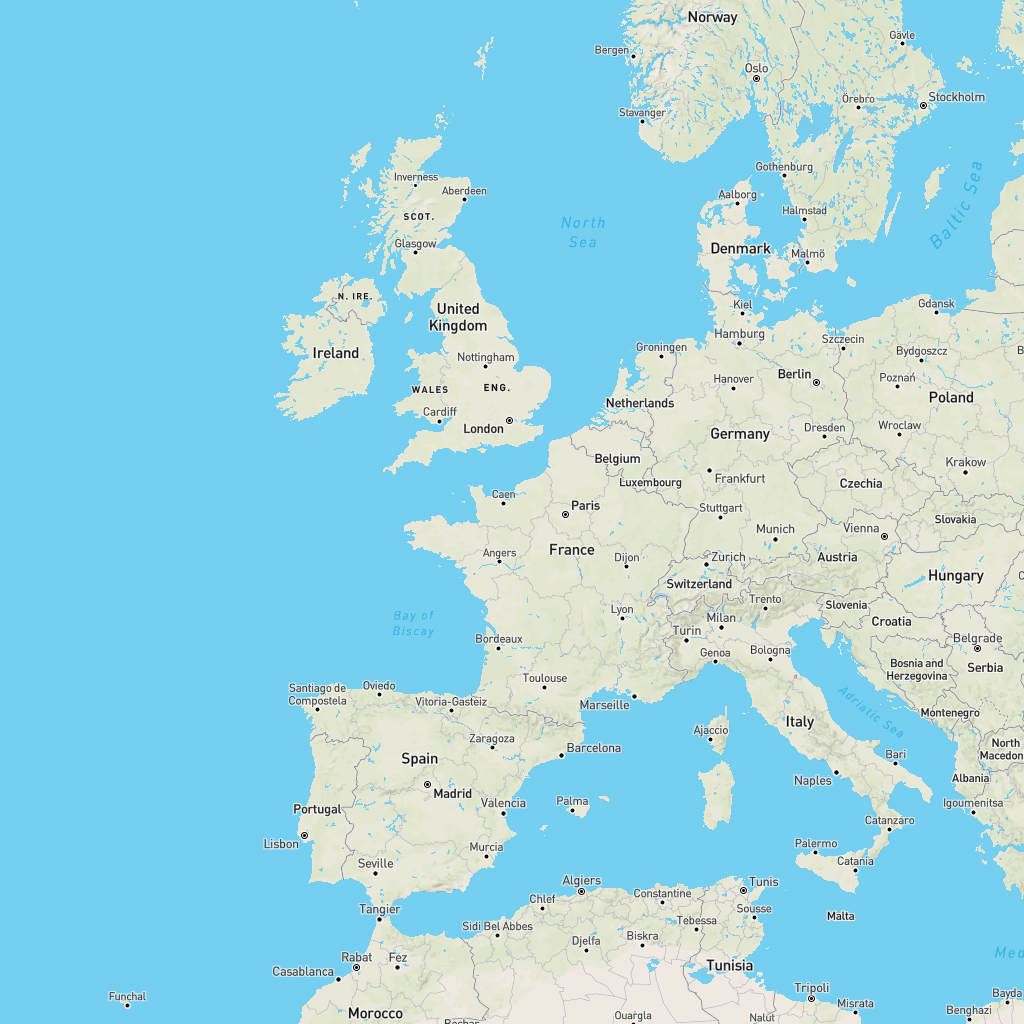 Norway
Bergen
Gävle
Oslo
Örebro
Stockholm
Stavanger
Gothenburg
Inverness
Aberdeen
Aalborg
SCOT.
North
Sea
Halmstad
Baltic Sea
Glasgow
Denmark
Malmö
N. IRE.
Kiel
Gdansk
United
Kingdom
Hamburg
Szczecin
Ireland
Groningen
Bydgoszcz
Nottingham
Berlin
Hanover
Poznań
WALES
ENG.
Netherlands
Poland
Cardiff
London
Germany
Dresden
Wroclaw
Belgium
Krakow
Luxembourg
Frankfurt
Czechia
Caen
Paris
Stuttgart
Slovakia
Munich
Vienna
Angers
France
Dijon
Zurich
Austria
Hungary
Switzerland
Trento
Slovenia
Lyon
Milan
Croatia
Bay of
Biscay
Turin
Bordeaux
Genoa
Bologna
Belgrade
Bosnia and
Herzegovina
Serbia
Toulouse
Santiago de
Compostela
Oviedo
Vitoria-Gasteiz
Marseille
Adriatic Sea
Montenegro
Italy
Ajaccio
Zaragoza
Barcelona
North
Macedon
Spain
Bari
Madrid
Naples
Albania
Portugal
Valencia
Palma
Igoumenitsa
Catanzaro
Lisbon
Murcia
Palermo
Seville
Catania
Algiers
Tunis
Constantine
Chlef
Tangier
Sousse
Malta
Tebessa
Sidi Bel Abbes
Djelfa
Biskra
Rabat
Fez
Med
Casablanca
Tunisia
Funchal
Tripoli
Bayda
Misrata
Morocco
Ouargla
Nalut
Benghazi
Bechar